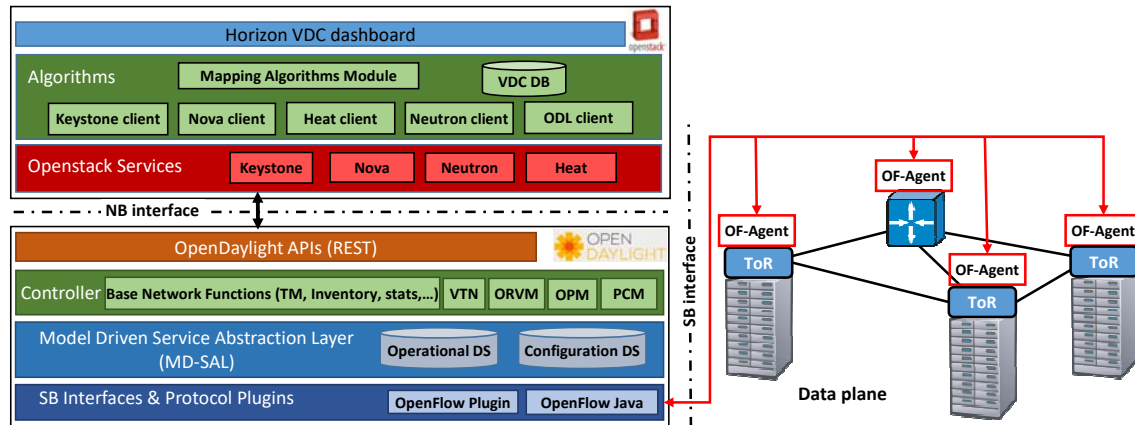 Horizon VDC dashboard
openstack
Algorithms
Mapping Algorithms Module
VDC DB
Keystone client
Nova client
Heat client
Neutron client
ODL client
Openstack Services
Keystone
Nova
Neutron
Heat
NB interface
OpenDaylight APIs (REST)
OPEN
DAYLIGHT
Controller
Base Network Functions (TM, Inventory, stats,...)
VTN
ORVM
OPM
PCM
Model Driven Service Abstraction Layer
(MD-SAL)
Operational DS
Configuration DS
SB Interfaces & Protocol Plugins
OpenFlow Plugin
OpenFlow Java
SB interface
OF-Agent
OF-Agent
OF-Agent
OF-Agent
ToR
ToR
ToR
Data plane